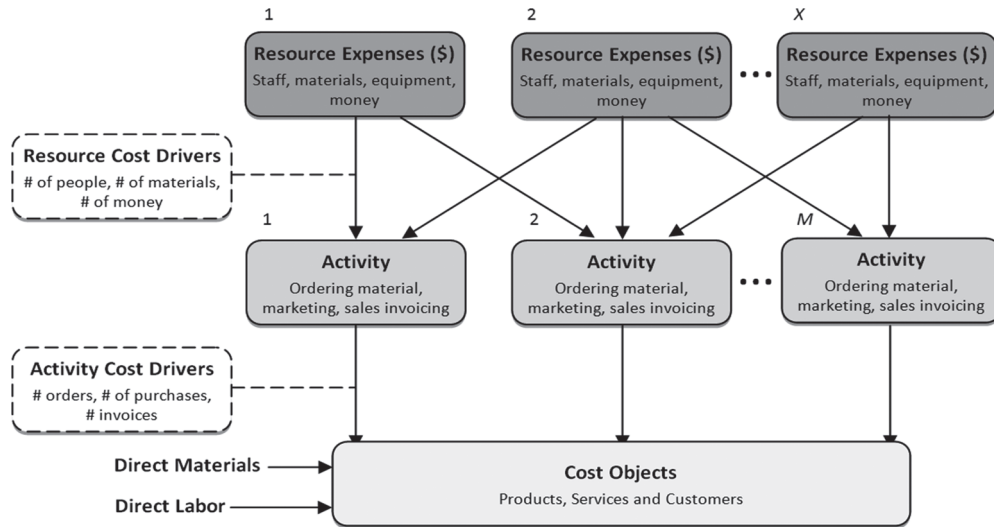 1
2
X
Resource Expenses ($)
Staff, materials, equipment,
money
Resource Expenses ($)
Staff, materials, equipment,
money
Resource Expenses ($)
Staff, materials, equipment,
money
Resource Cost Drivers
# of people, # of materials,
# of money
1
2
M
Activity
Ordering material,
marketing, sales invoicing
Activity
Ordering material,
marketing, sales invoicing
Activity
Ordering material,
marketing, sales invoicing
Activity Cost Drivers
# orders, # of purchases,
# invoices
Direct Materials
Direct Labor
Cost Objects
Products, Services and Customers